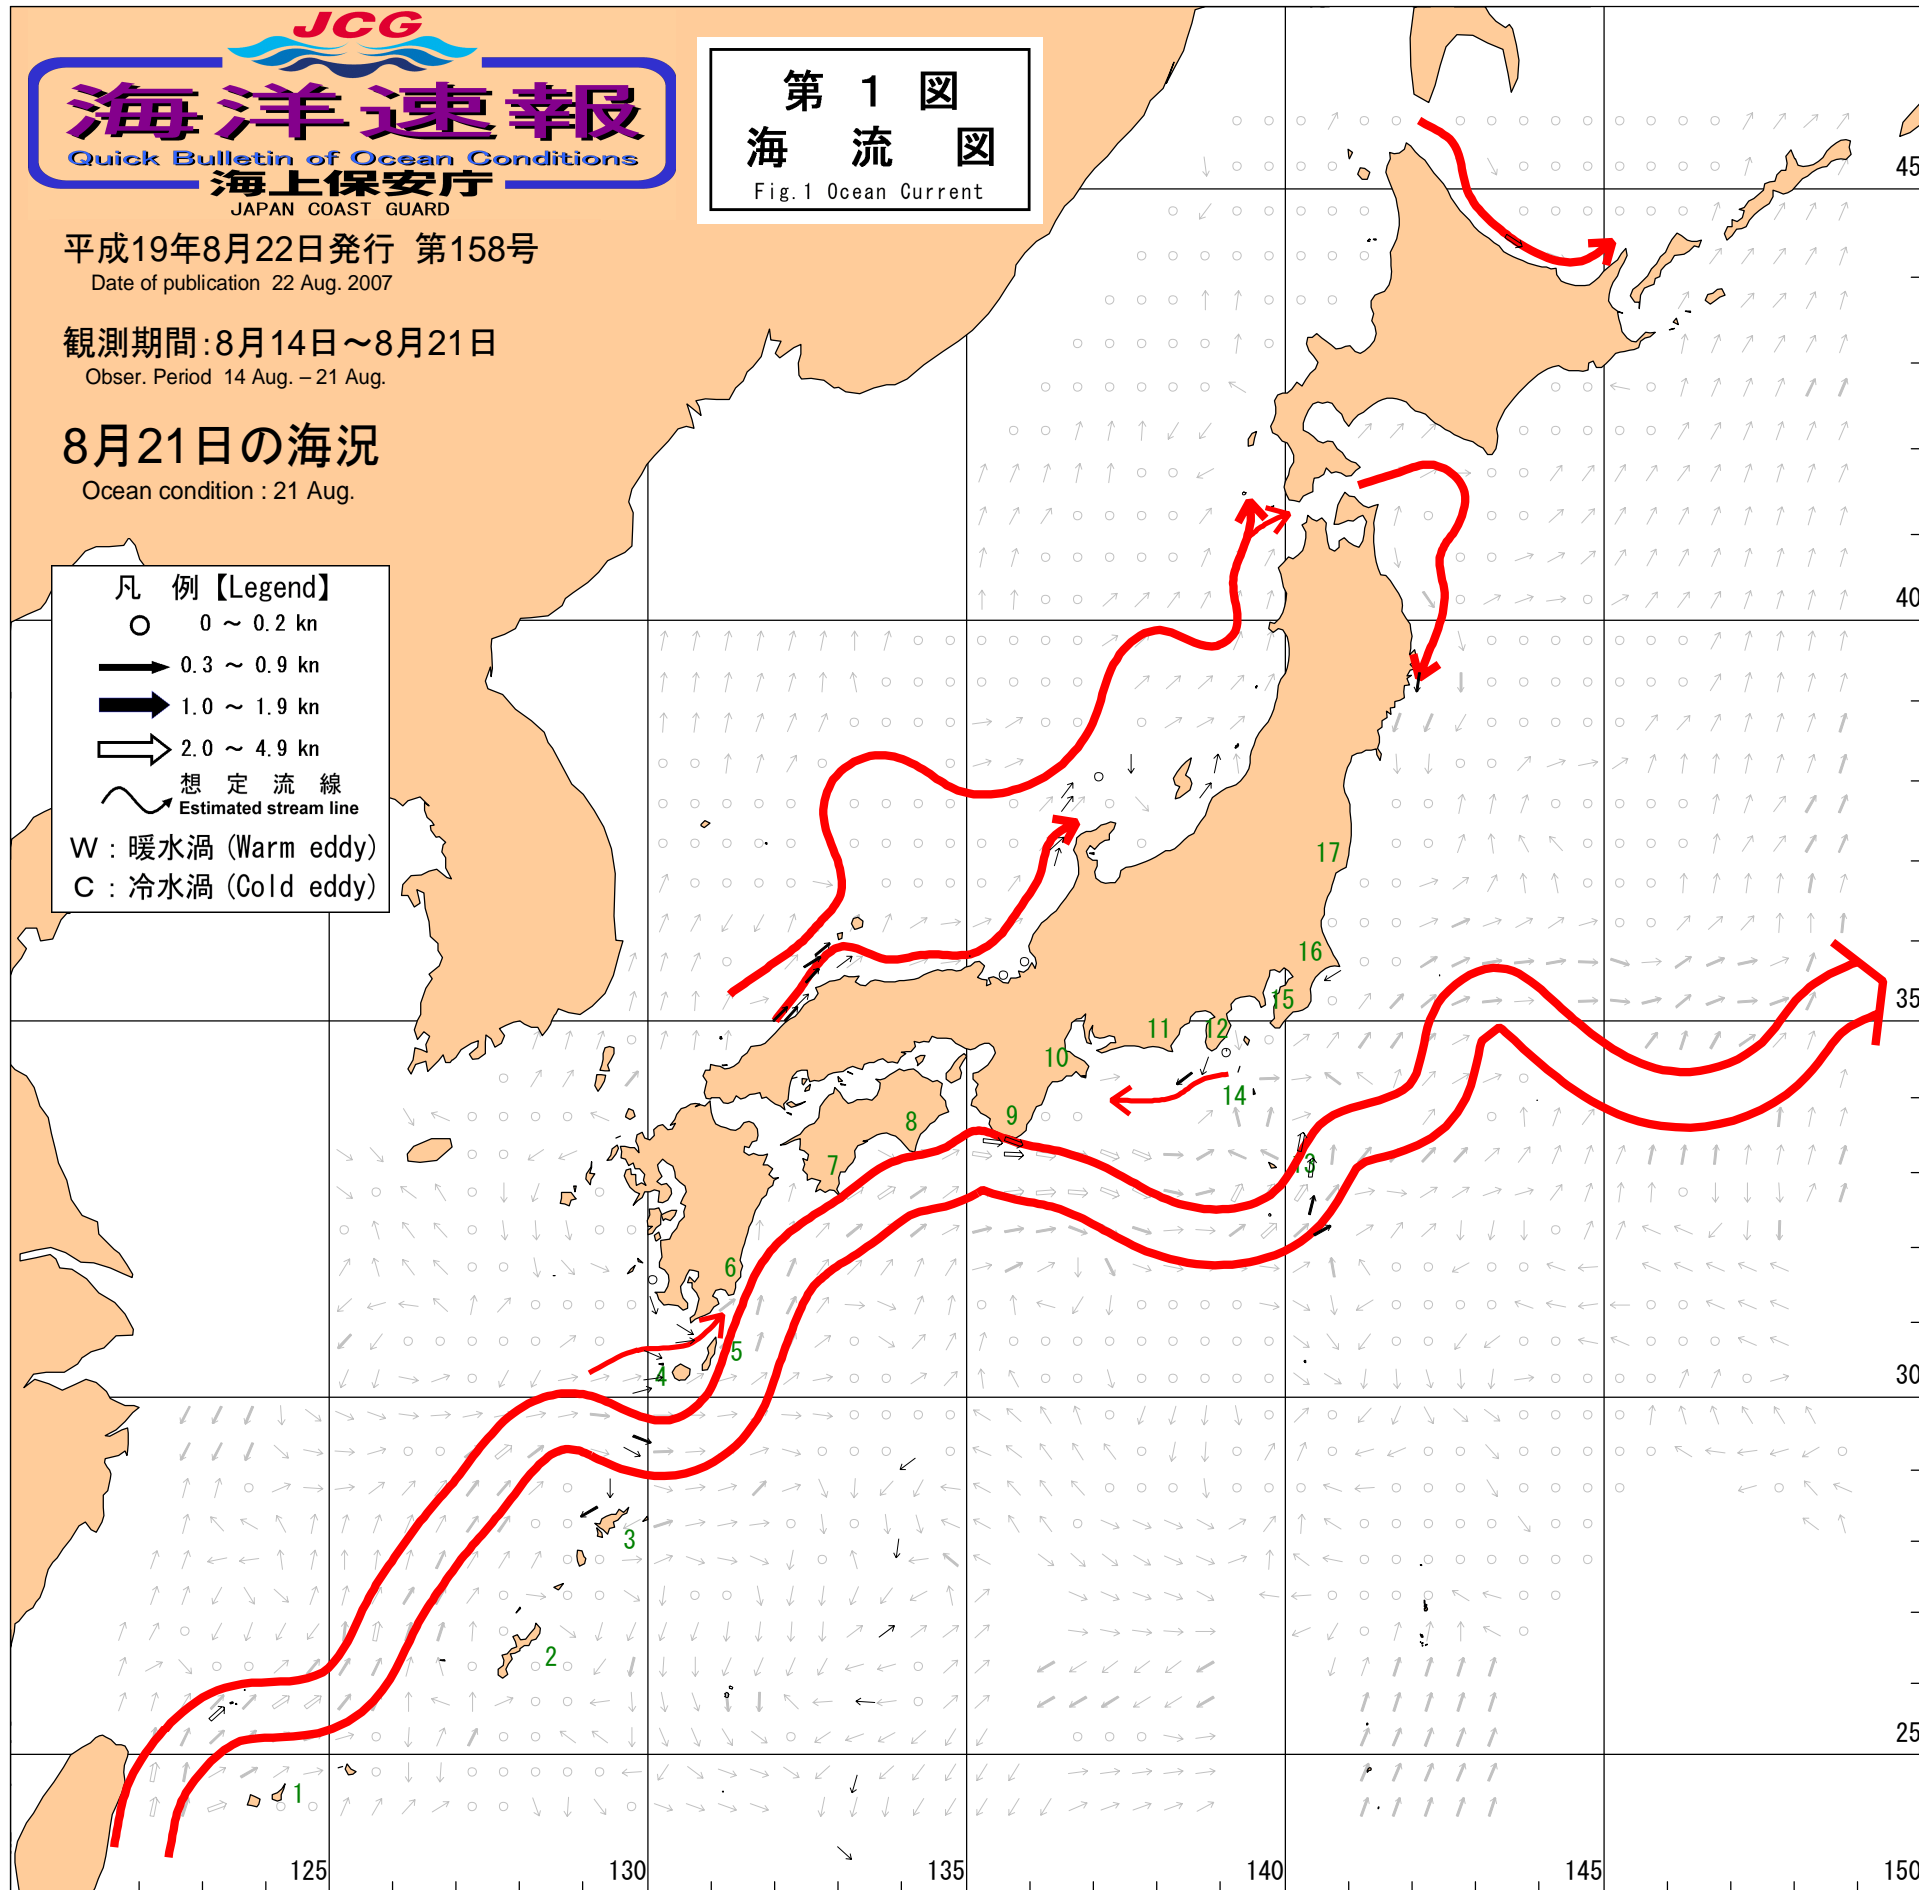 JCG
海洋速報
Quick Bulletin of Ocean Conditions
海上保安庁
JAPAN COAST GUARD
第 1 図
海 流 図
Fig.1 Ocean Current
平成19年8月22日発行 第158号
Date of publication 22 Aug. 2007
観測期間:8月14日～8月21日
Obser. Period 14 Aug. – 21 Aug.
8月21日の海況
Ocean condition : 21 Aug.
凡 例【Legend】
0 ～ 0.2 kn
0.3 ～ 0.9 kn
1.0 ～ 1.9 kn
2.0 ～ 4.9 kn
想 定 流 線
Estimated stream line
W : 暖水渦 (Warm eddy)
C : 冷水渦 (Cold eddy)
45
40
17
16
35
15
12
11
10
14
9
8
13
7
6
5
4
30
3
2
25
1
125
130
135
140
145
150